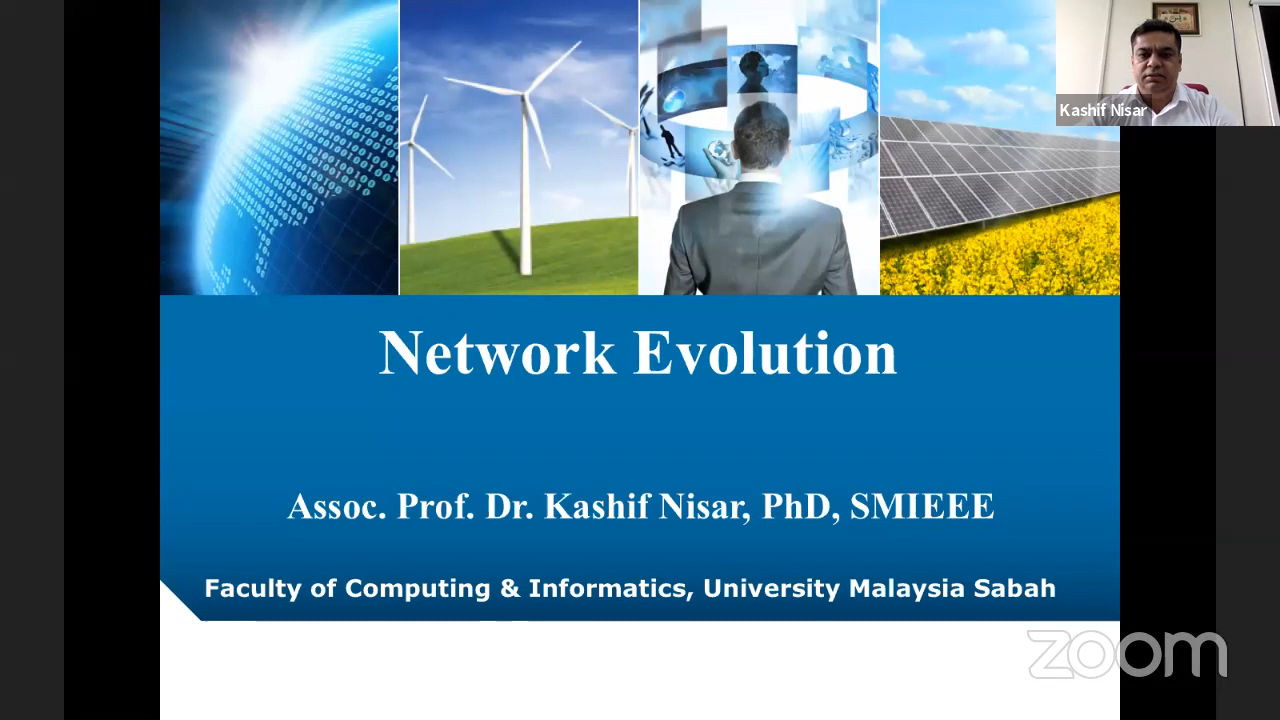 Kashif Nisar
Network Evolution
Assoc. Prof. Dr. Kashif Nisar, PhD, SMIEEE
Faculty of Computing & Informatics, University Malaysia Sabah
zoom